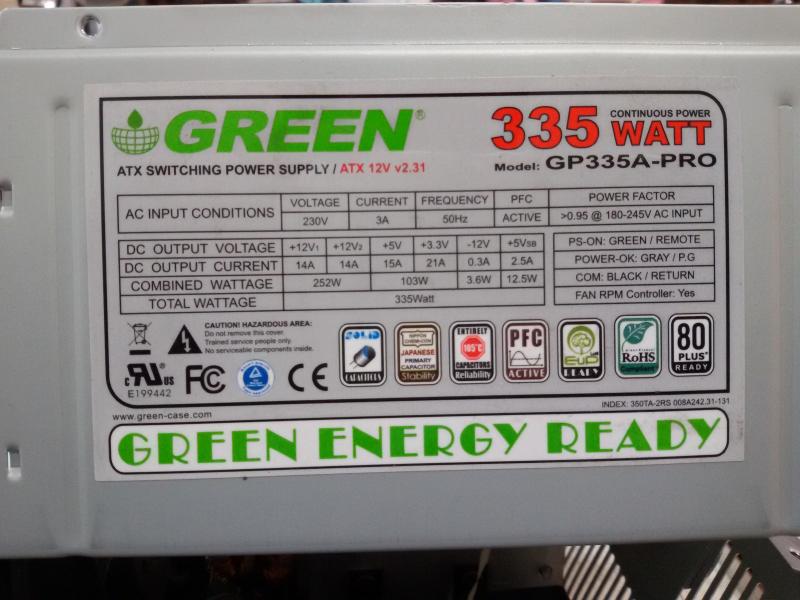 GREEN®
335 CONTINUOUS POWER WATT
ATX SWITCHING POWER SUPPLY / ATX 12V v2.31
Model: GP335A-PRO
AC INPUT CONDITIONS VOLTAGE CURRENT FREQUENCY PFC POWER FACTOR
230V 3A 50Hz ACTIVE >0.95 @ 180-245V AC INPUT
DC OUTPUT VOLTAGE +12V1 +12V2 +5V +3.3V -12V +5VSB
DC OUTPUT CURRENT 14A 14A 15A 21A 0.3A 2.5A
COMBINED WATTAGE 252W 103W 3.6W 12.5W
TOTAL WATTAGE 335Watt
PS-ON: GREEN / REMOTE
POWER-OK: GRAY / P.G
COM: BLACK / RETURN
FAN RPM Controller: Yes
CAUTION! HAZARDOUS AREA:
Do not remove this cover.
Trained service people only.
No serviceable components inside.
c RU US
E199442
FC
CE
SOLID
CAPACITORS
NIPPON
CHEMI-CON
JAPANESE
PRIMARY
CAPACITOR
Stability
ENTIRELY
105°C
CAPACITORS
Reliability
PFC
ACTIVE
EuP
READY
RoHS
Compliant
80
PLUS®
READY
www.green-case.com
INDEX: 350TA-2RS 008A242.31-131
GREEN ENERGY READY